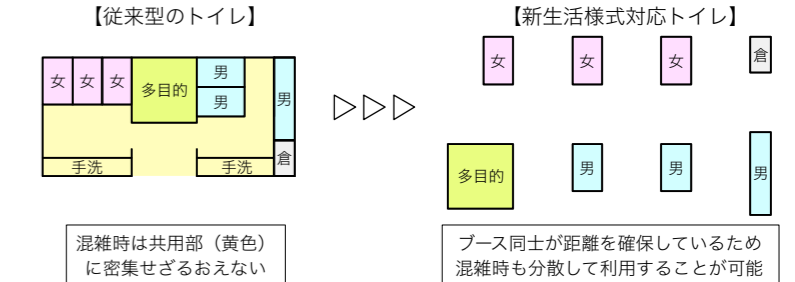 【従来型のトイレ】
女 女 女 多目的 男 男
男
倉
手洗 手洗
混雑時は共用部（黄色）
に密集せざるおえない
▷▷▷
【新生活様式対応トイレ】
女 女 女 倉
多目的 男 男 男
ブース同士が距離を確保しているため
混雑時も分散して利用することが可能